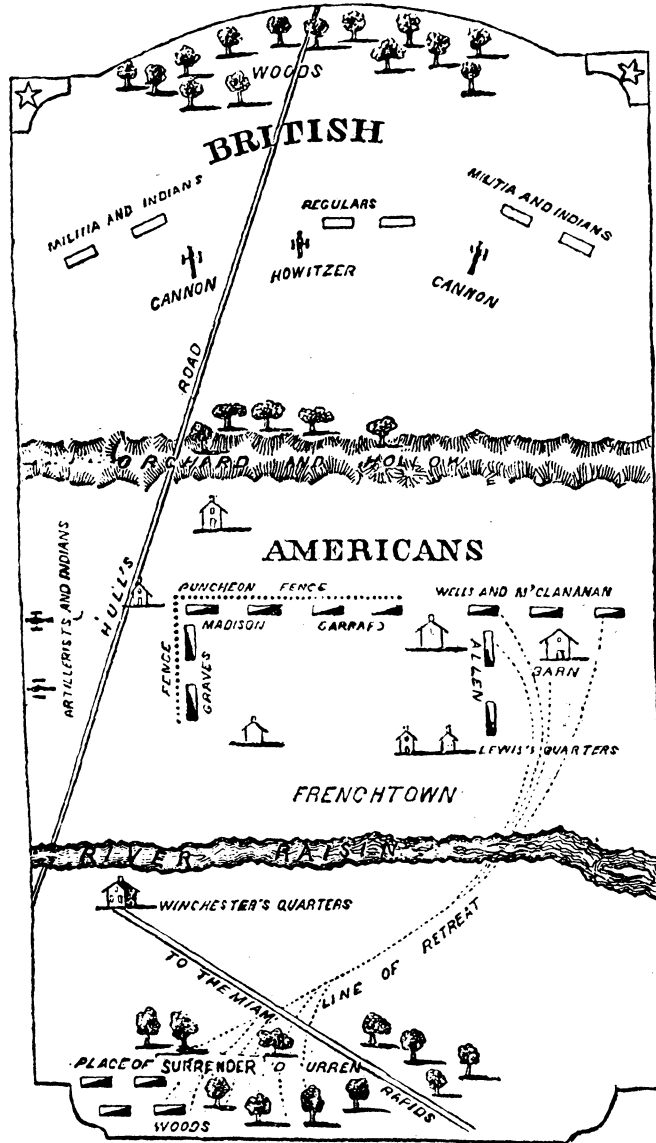 WOODS
BRITISH
MILITIA AND INDIANS
REGULARS
MILITIA AND INDIANS
CANNON
HOWITZER
CANNON
ORCHARD AND HOLLOW
AMERICANS
HULL'S ROAD
ARTILLERISTS AND INDIANS
PUNCHEON FENCE
MADISON
GARRARD
WELLS AND McCLANAHAN
FENCE
GRAVES
ALLEN
BARN
LEWIS'S QUARTERS
FRENCHTOWN
RIVER RAISIN
WINCHESTER'S QUARTERS
LINE OF RETREAT
TO THE MIAMI RAPIDS
PLACE OF SURRENDER
WOODS